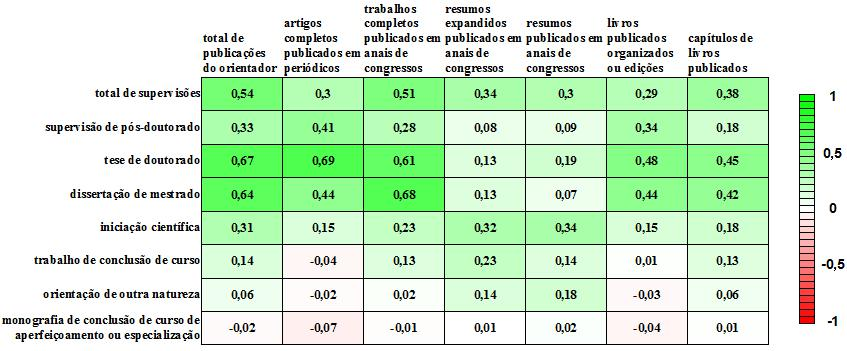 total de publicações do orientador
artigos completos publicados em periódicos
trabalhos completos publicados em anais de congressos
resumos expandidos publicados em anais de congressos
resumos publicados em anais de congressos
livros publicados organizados ou edições
capítulos de livros publicados
total de supervisões 0,54 0,3 0,51 0,34 0,3 0,29 0,38
supervisão de pós-doutorado 0,33 0,41 0,28 0,08 0,09 0,34 0,18
tese de doutorado 0,67 0,69 0,61 0,13 0,19 0,48 0,45
dissertação de mestrado 0,64 0,44 0,68 0,13 0,07 0,44 0,42
iniciação científica 0,31 0,15 0,23 0,32 0,34 0,15 0,18
trabalho de conclusão de curso 0,14 -0,04 0,13 0,23 0,14 0,01 0,13
orientação de outra natureza 0,06 -0,02 0,02 0,14 0,18 -0,03 0,06
monografia de conclusão de curso de
aperfeiçoamento ou especialização -0,02 -0,07 -0,01 0,01 0,02 -0,04 0,01
1
0,5
0
-0,5
-1